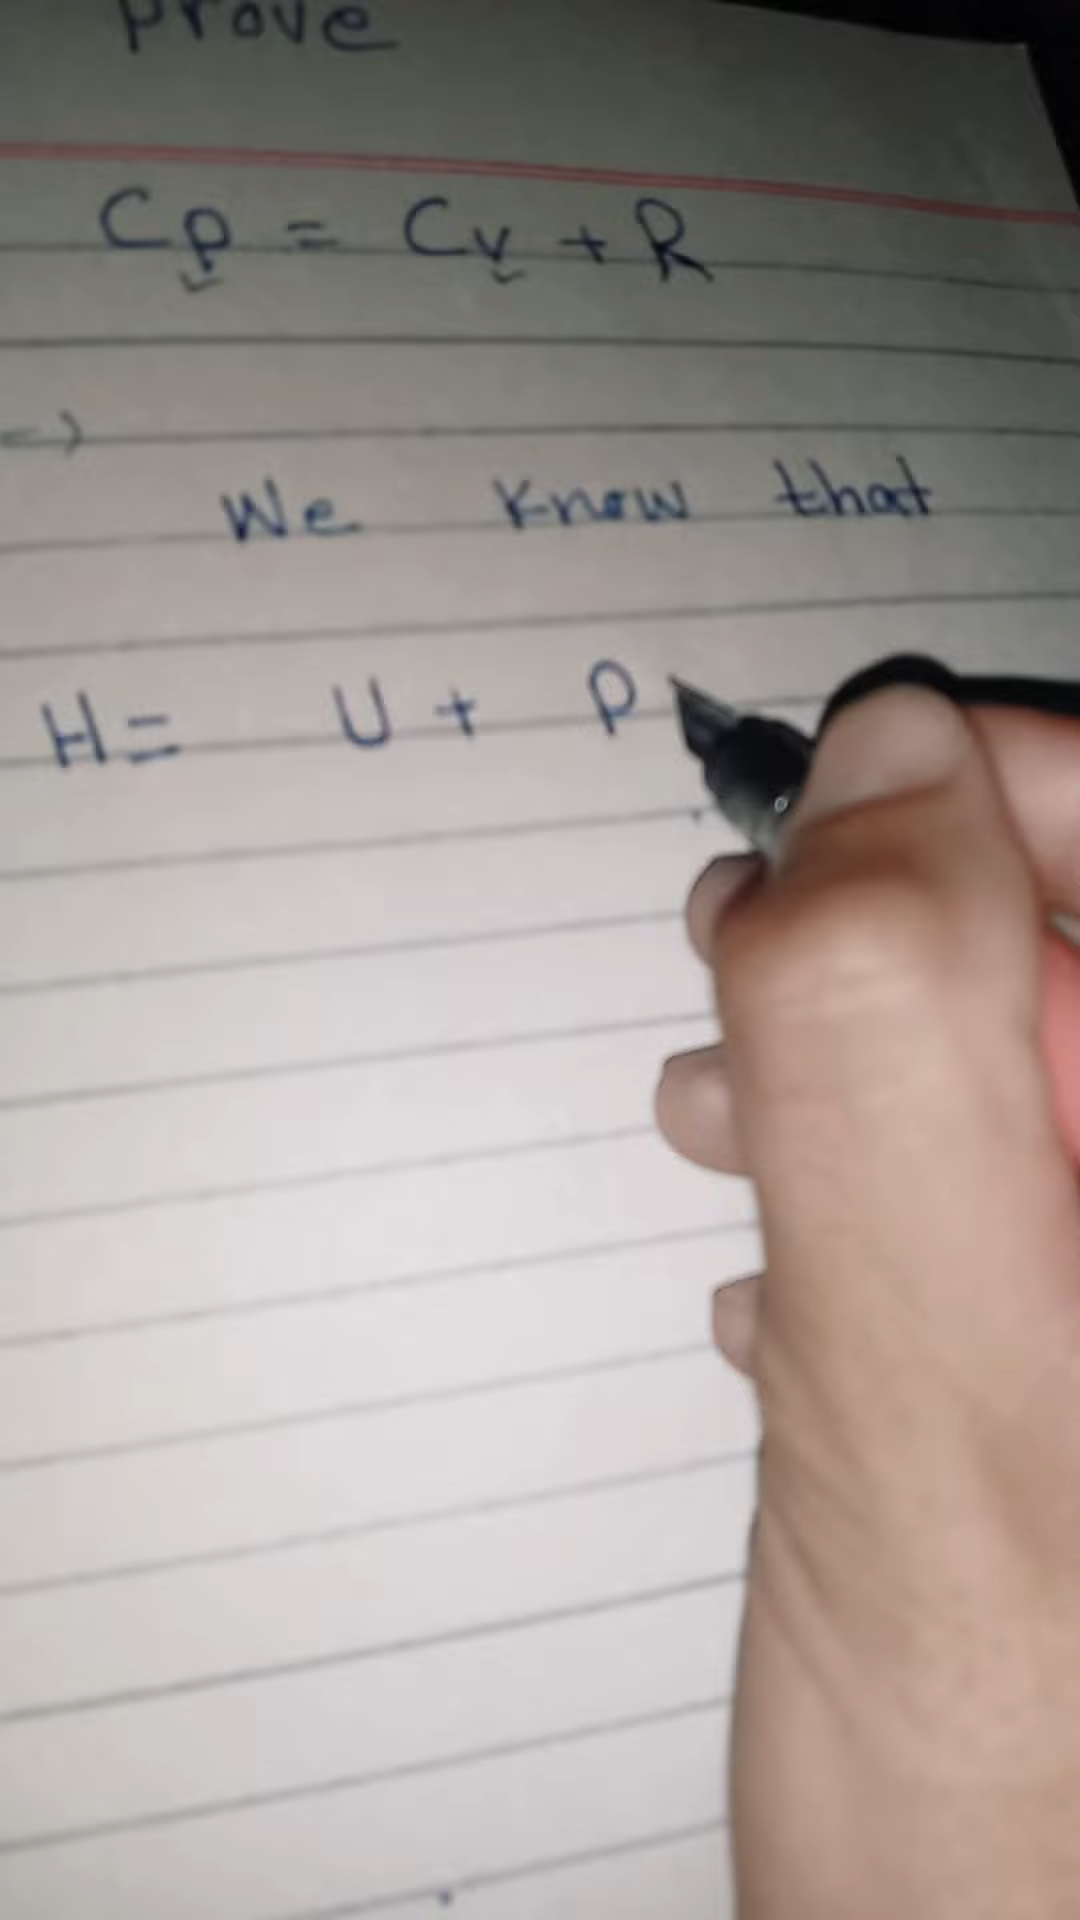 Prove
Cp = Cv + R
=>
We know that
H = U + P